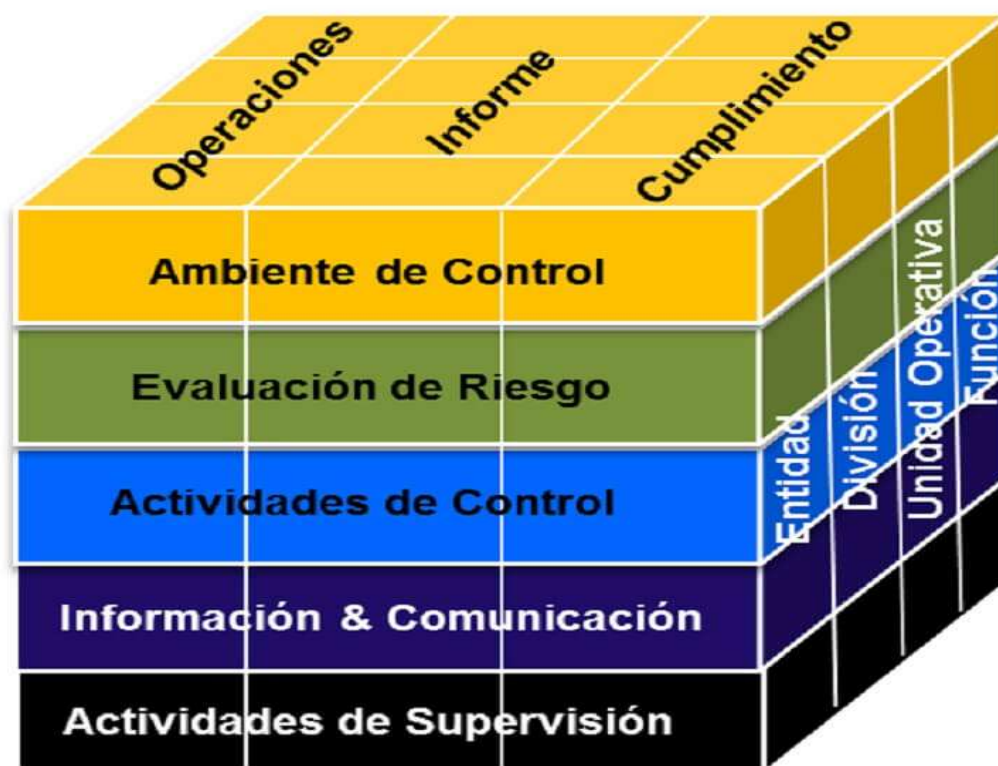 Operaciones
Informe
Cumplimiento
Ambiente de Control
Evaluación de Riesgo
Actividades de Control
Información & Comunicación
Actividades de Supervisión
Entidad
División
Unidad Operativa
Función